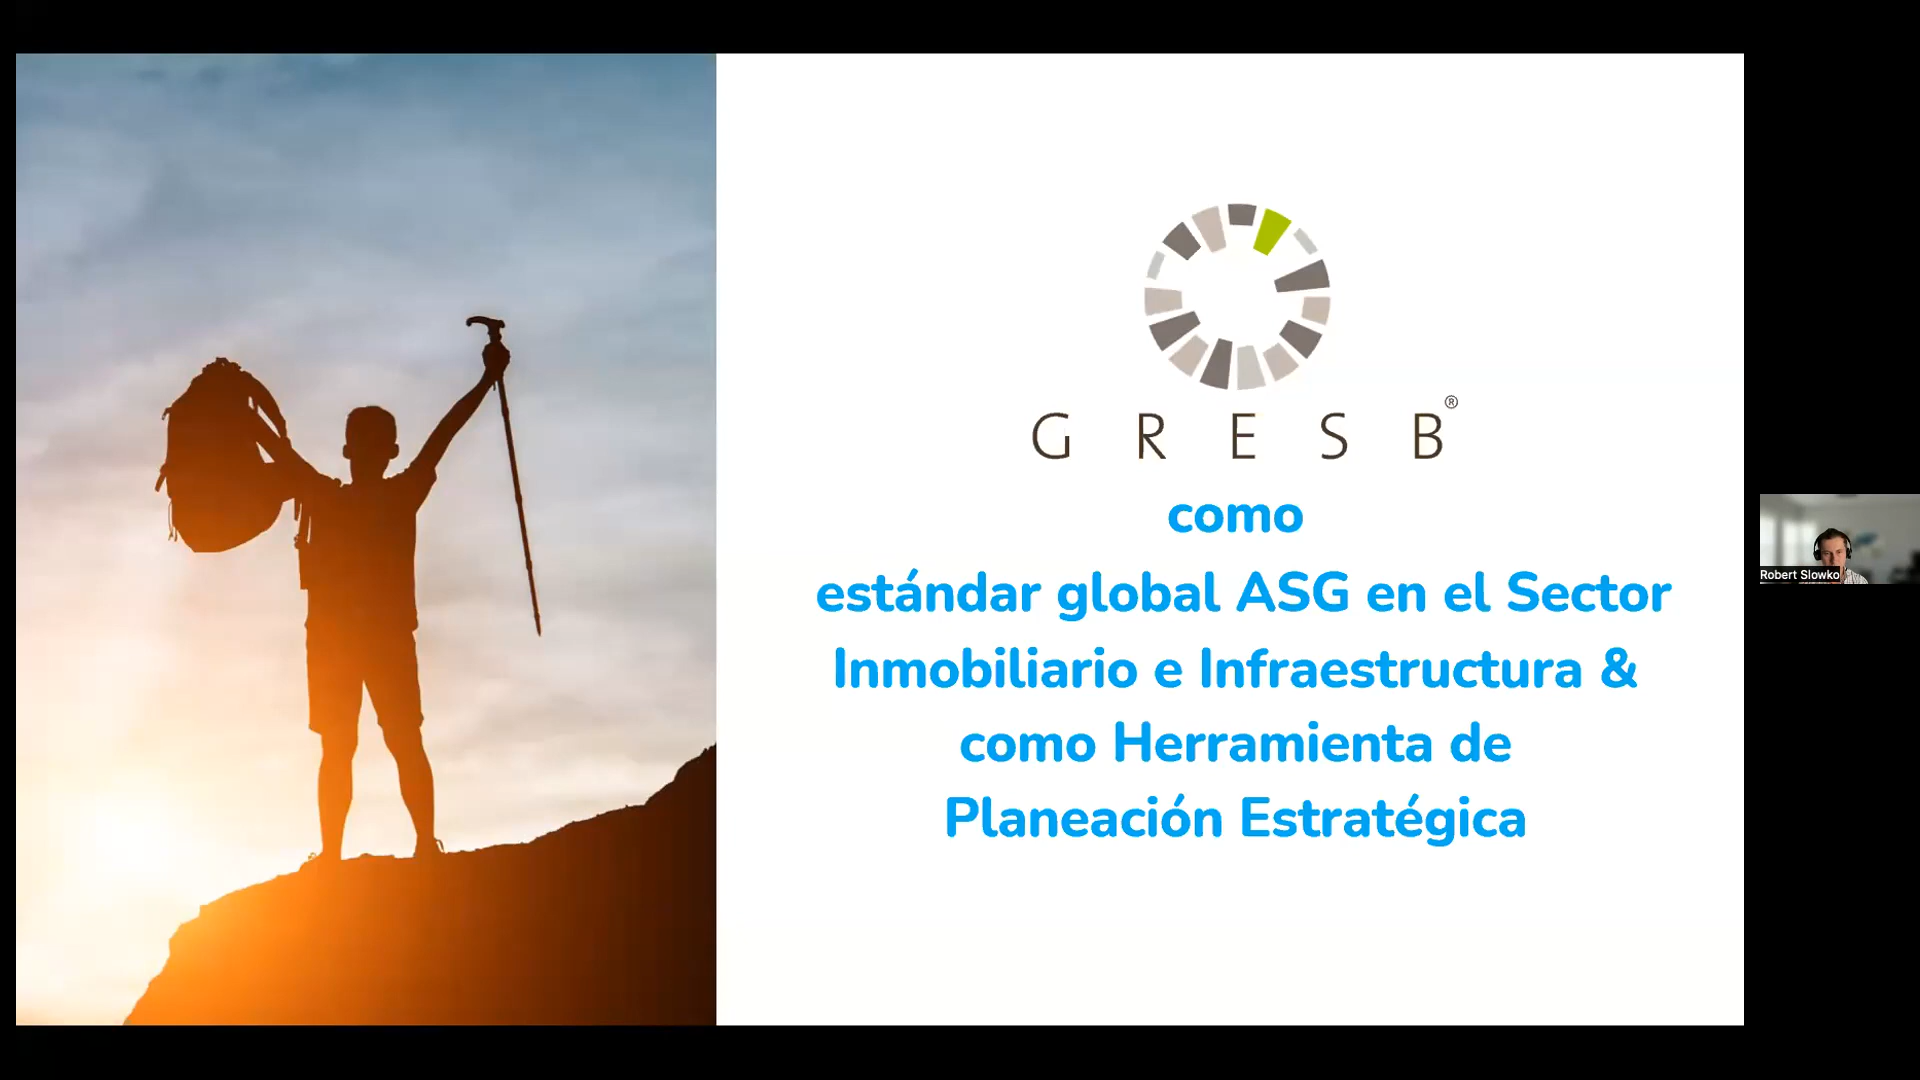 G R E S B ®
como
estándar global ASG en el Sector
Inmobiliario e Infraestructura &
como Herramienta de
Planeación Estratégica
Robert Slowko